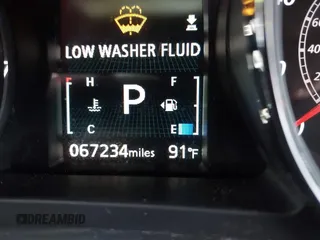 LOW WASHER FLUID
H F
P
C E
067234miles 91°F
DREAMBID